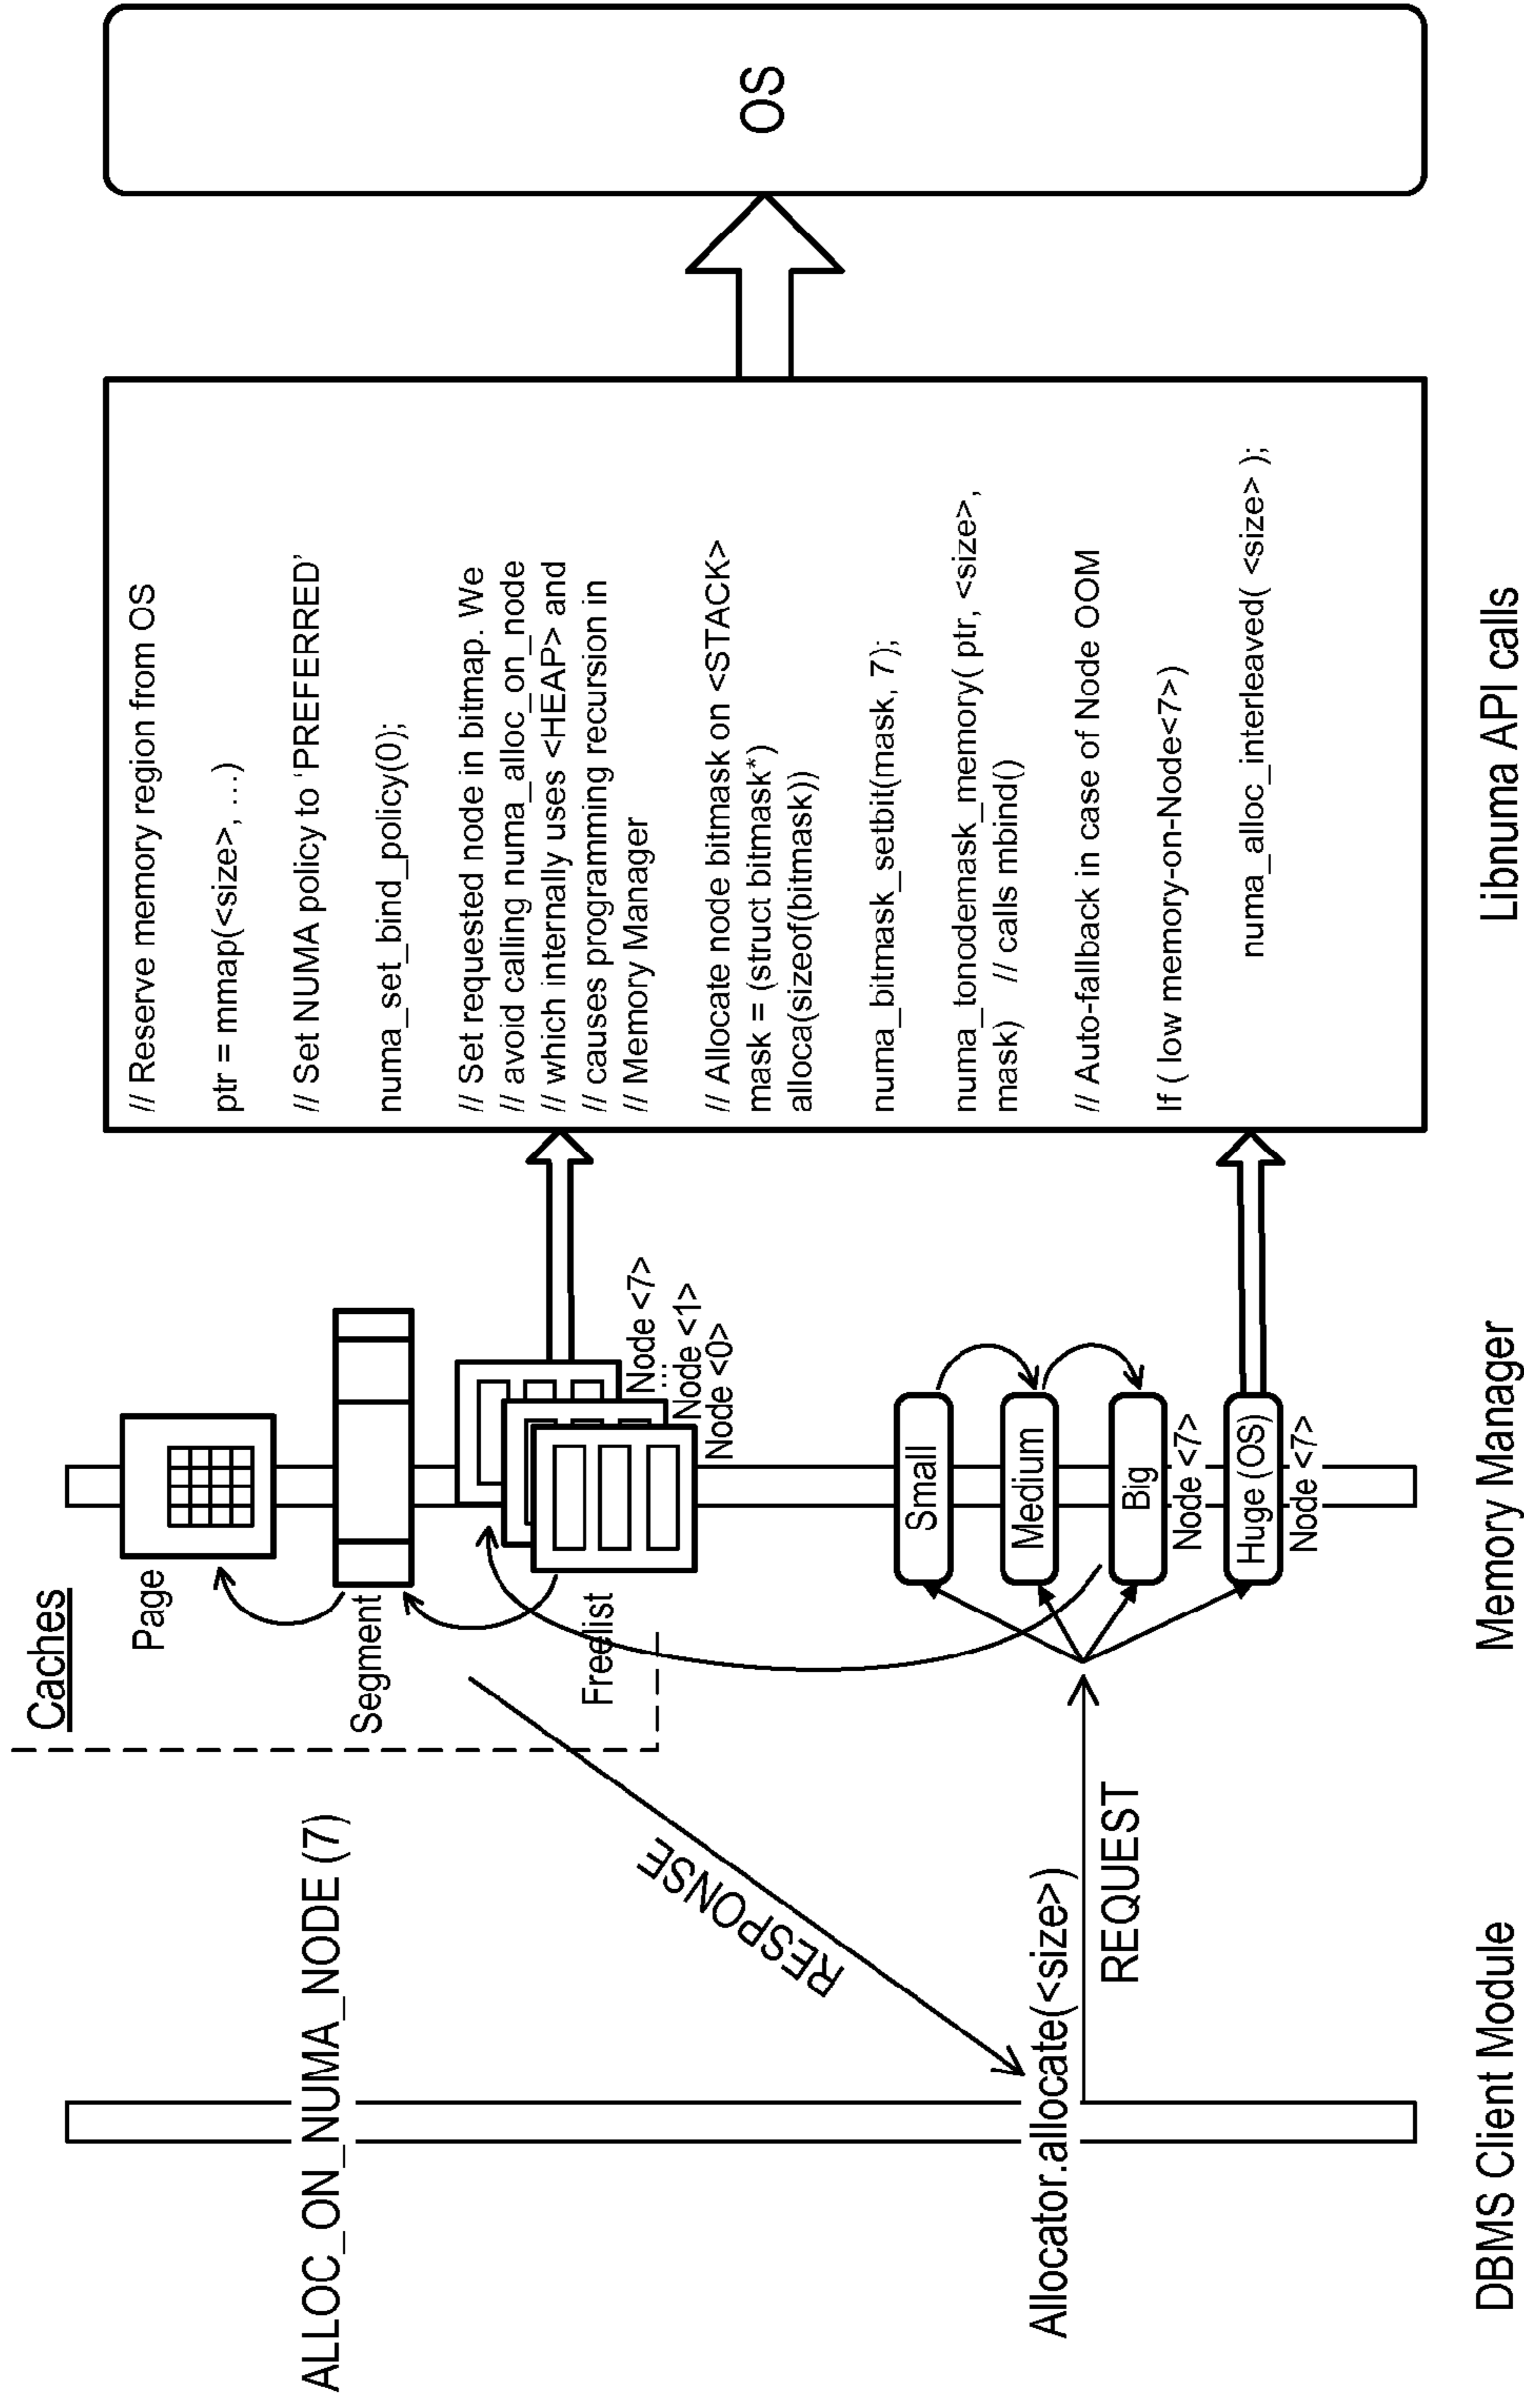 ALLOC_ON_NUMA_NODE (7)
Allocator.allocate(<size>)
REQUEST
RESPONSE
DBMS Client Module
Caches
Page
Segment
Freelist
Node <7>
...
Node <1>
Node <0>
Small
Medium
Big
Node <7>
Huge (OS)
Node <7>
Memory Manager
// Reserve memory region from OS
ptr = mmap(<size>, ...)
// Set NUMA policy to 'PREFERRED'
numa_set_bind_policy(0);
// Set requested node in bitmap. We
// avoid calling numa_alloc_on_node
// which internally uses <HEAP> and
// causes programming recursion in
// Memory Manager
// Allocate node bitmask on <STACK>
mask = (struct bitmask*)
alloca(sizeof(bitmask))
numa_bitmask_setbit(mask, 7);
numa_tonodemask_memory( ptr, <size>,
mask)   // calls mbind()
// Auto-fallback in case of Node OOM
If ( low memory-on-Node<7>)
numa_alloc_interleaved( <size> );
Libnuma API calls
OS